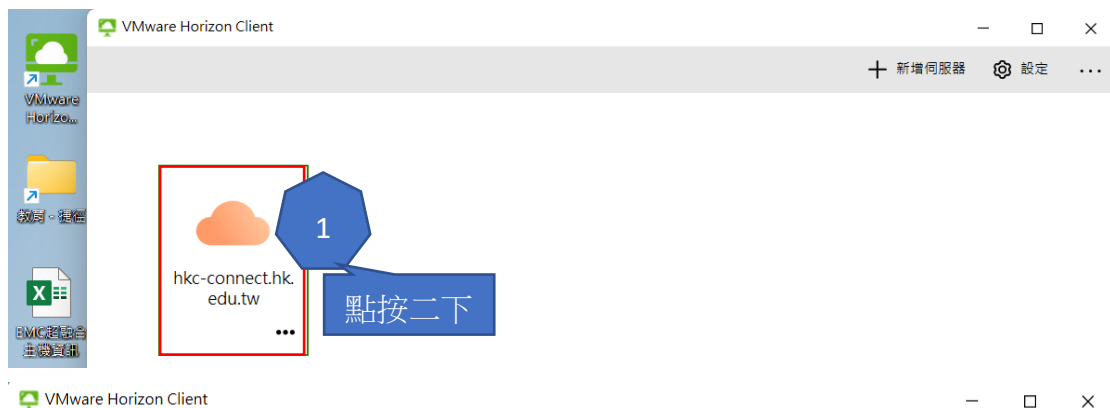 VMware Horizon Client
新增伺服器
設定
VMware
Horizo...
教育 - 捷徑
EMC超融合
主機資訊
hkc-connect.hk.
edu.tw
1
點按二下
VMware Horizon Client